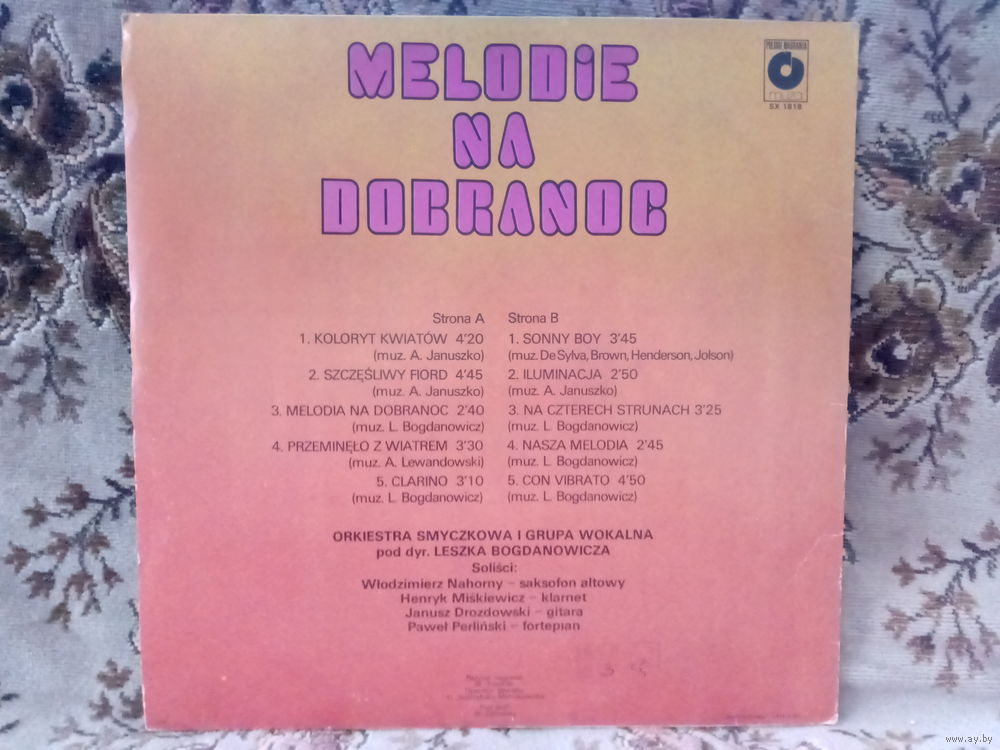 MELODIE
NA
DOBRANOC
POLSKIE NAGRANIA
muza
SX 1818
Strona A
1. KOLORYT KWIATÓW 4'20
(muz. A. Januszko)
2. SZCZĘŚLIWY FIORD 4'45
(muz. A. Januszko)
3. MELODIA NA DOBRANOC 2'40
(muz. L. Bogdanowicz)
4. PRZEMINĘŁO Z WIATREM 3'30
(muz. A. Lewandowski)
5. CLARINO 3'10
(muz. L. Bogdanowicz)
Strona B
1. SONNY BOY 3'45
(muz. De Sylva, Brown, Henderson, Jolson)
2. ILUMINACJA 2'50
(muz. A. Januszko)
3. NA CZTERECH STRUNACH 3'25
(muz. L. Bogdanowicz)
4. NASZA MELODIA 2'45
(muz. L. Bogdanowicz)
5. CON VIBRATO 4'50
(muz. L. Bogdanowicz)
ORKIESTRA SMYCZKOWA I GRUPA WOKALNA
pod dyr. LESZKA BOGDANOWICZA
Soliści:
Włodzimierz Nahorny – saksofon altowy
Henryk Miśkiewicz – klarnet
Janusz Drozdowski – gitara
Paweł Perliński – fortepian
www.ay.by